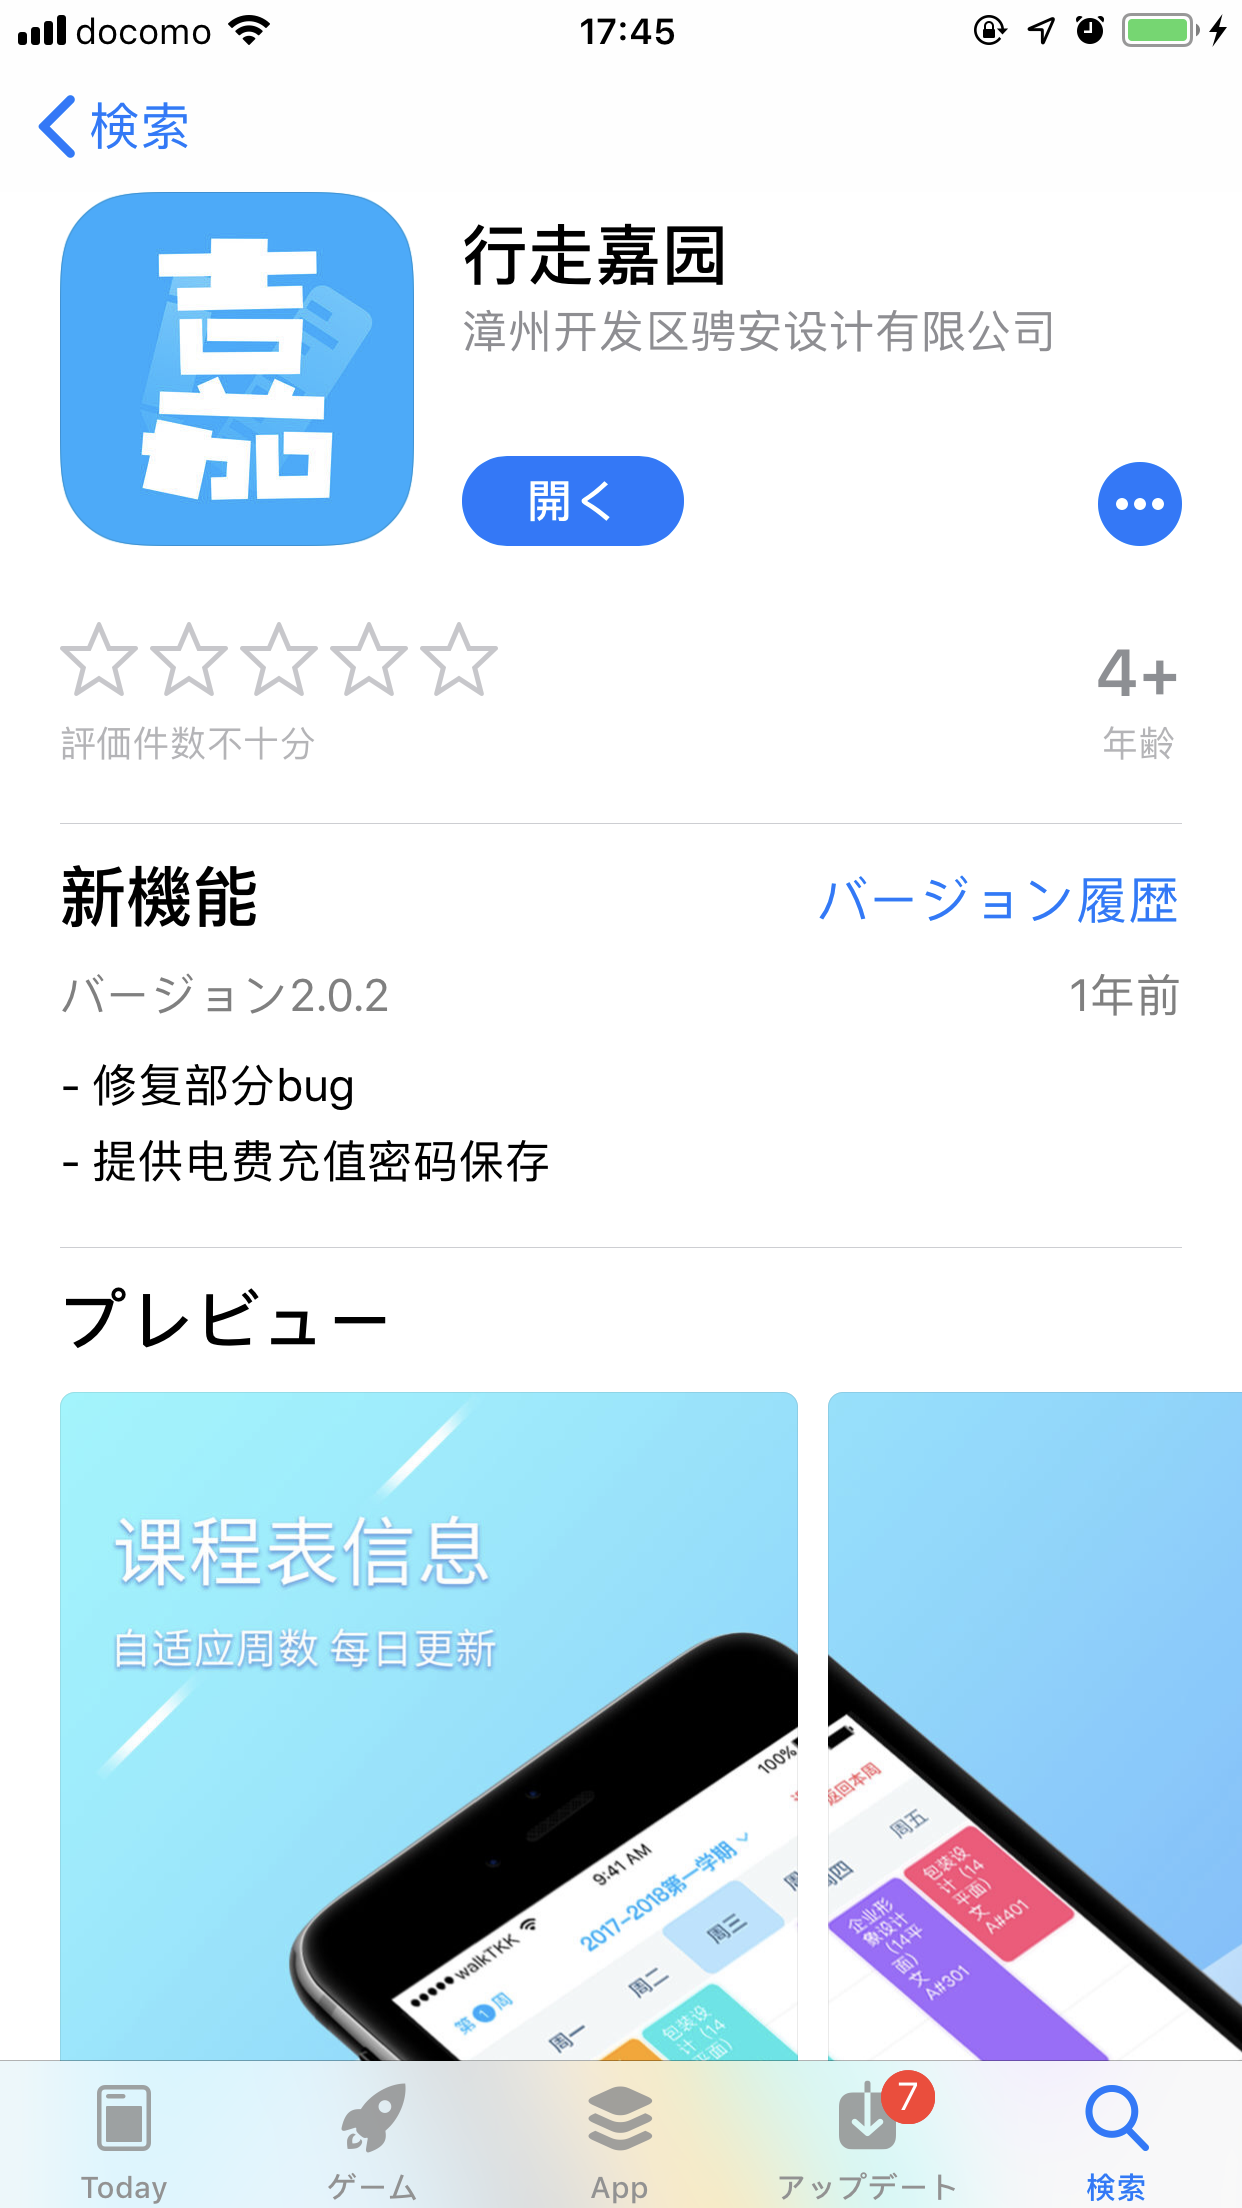 docomo 17:45
検索
嘉
行走嘉园
漳州开发区骋安设计有限公司
開く
4+
評価件数不十分
年齢
新機能
バージョン履歴
バージョン2.0.2
1年前
- 修复部分bug
- 提供电费充值密码保存
プレビュー
课程表信息
自适应周数 每日更新
walkTKK
9:41 AM
100%
第1周
2017-2018第一学期
返回本周
周一
周二
周三
周四
周五
包装设计（14平面）
企业形象设计（14平面）女 A#301
包装设计（14平面）女 A#401
Today
ゲーム
App
アップデート
7
検索